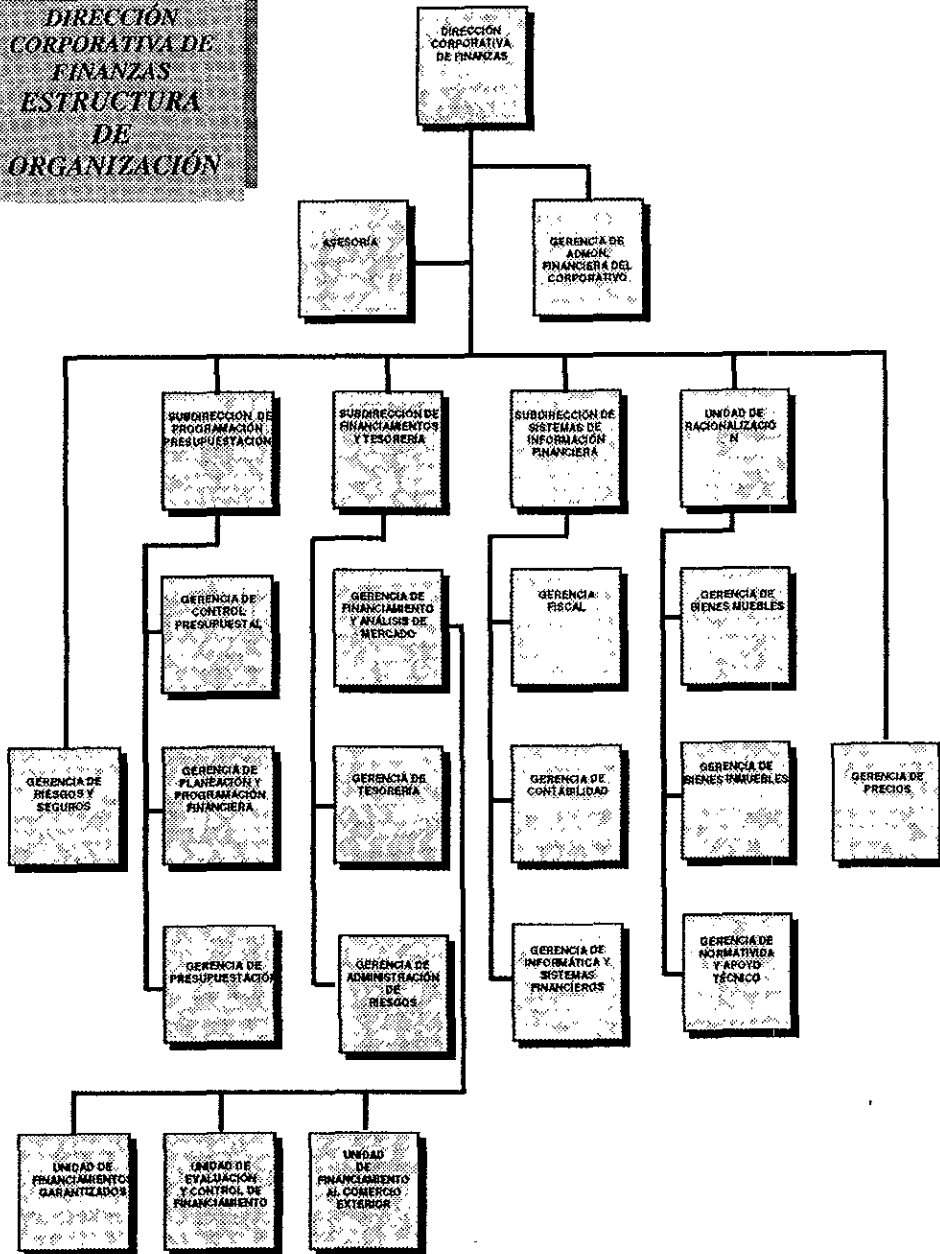 DIRECCIÓN
CORPORATIVA DE
FINANZAS
ESTRUCTURA
DE
ORGANIZACIÓN
DIRECCIÓN
CORPORATIVA
DE FINANZAS
ASESORÍA
GERENCIA DE
ADMON.
FINANCIERA DEL
CORPORATIVO
SUBDIRECCIÓN DE
PROGRAMACIÓN
PRESUPUESTACIÓN
SUBDIRECCIÓN DE
FINANCIAMIENTOS
Y TESORERÍA
SUBDIRECCIÓN DE
SISTEMAS DE
INFORMACIÓN
FINANCIERA
UNIDAD DE
RACIONALIZACIÓ
N
GERENCIA DE
CONTROL
PRESUPUESTAL
GERENCIA DE
FINANCIAMIENTO
Y ANÁLISIS DE
MERCADO
GERENCIA
FISCAL
GERENCIA DE
BIENES MUEBLES
GERENCIA DE
RIESGOS Y
SEGUROS
GERENCIA DE
PLANEACIÓN Y
PROGRAMACIÓN
FINANCIERA
GERENCIA DE
TESORERÍA
GERENCIA DE
CONTABILIDAD
GERENCIA DE
BIENES INMUEBLES
GERENCIA DE
PRECIOS
GERENCIA DE
PRESUPUESTACIÓN
GERENCIA DE
ADMINISTRACIÓN
DE
RIESGOS
GERENCIA DE
INFORMÁTICA Y
SISTEMAS
FINANCIEROS
GERENCIA DE
NORMATIVIDA
Y APOYO
TÉCNICO
UNIDAD DE
FINANCIAMIENTOS
GARANTIZADOS
UNIDAD DE
EVALUACIÓN
Y CONTROL DE
FINANCIAMIENTO
UNIDAD
DE
FINANCIAMIENTO
AL COMERCIO
EXTERIOR